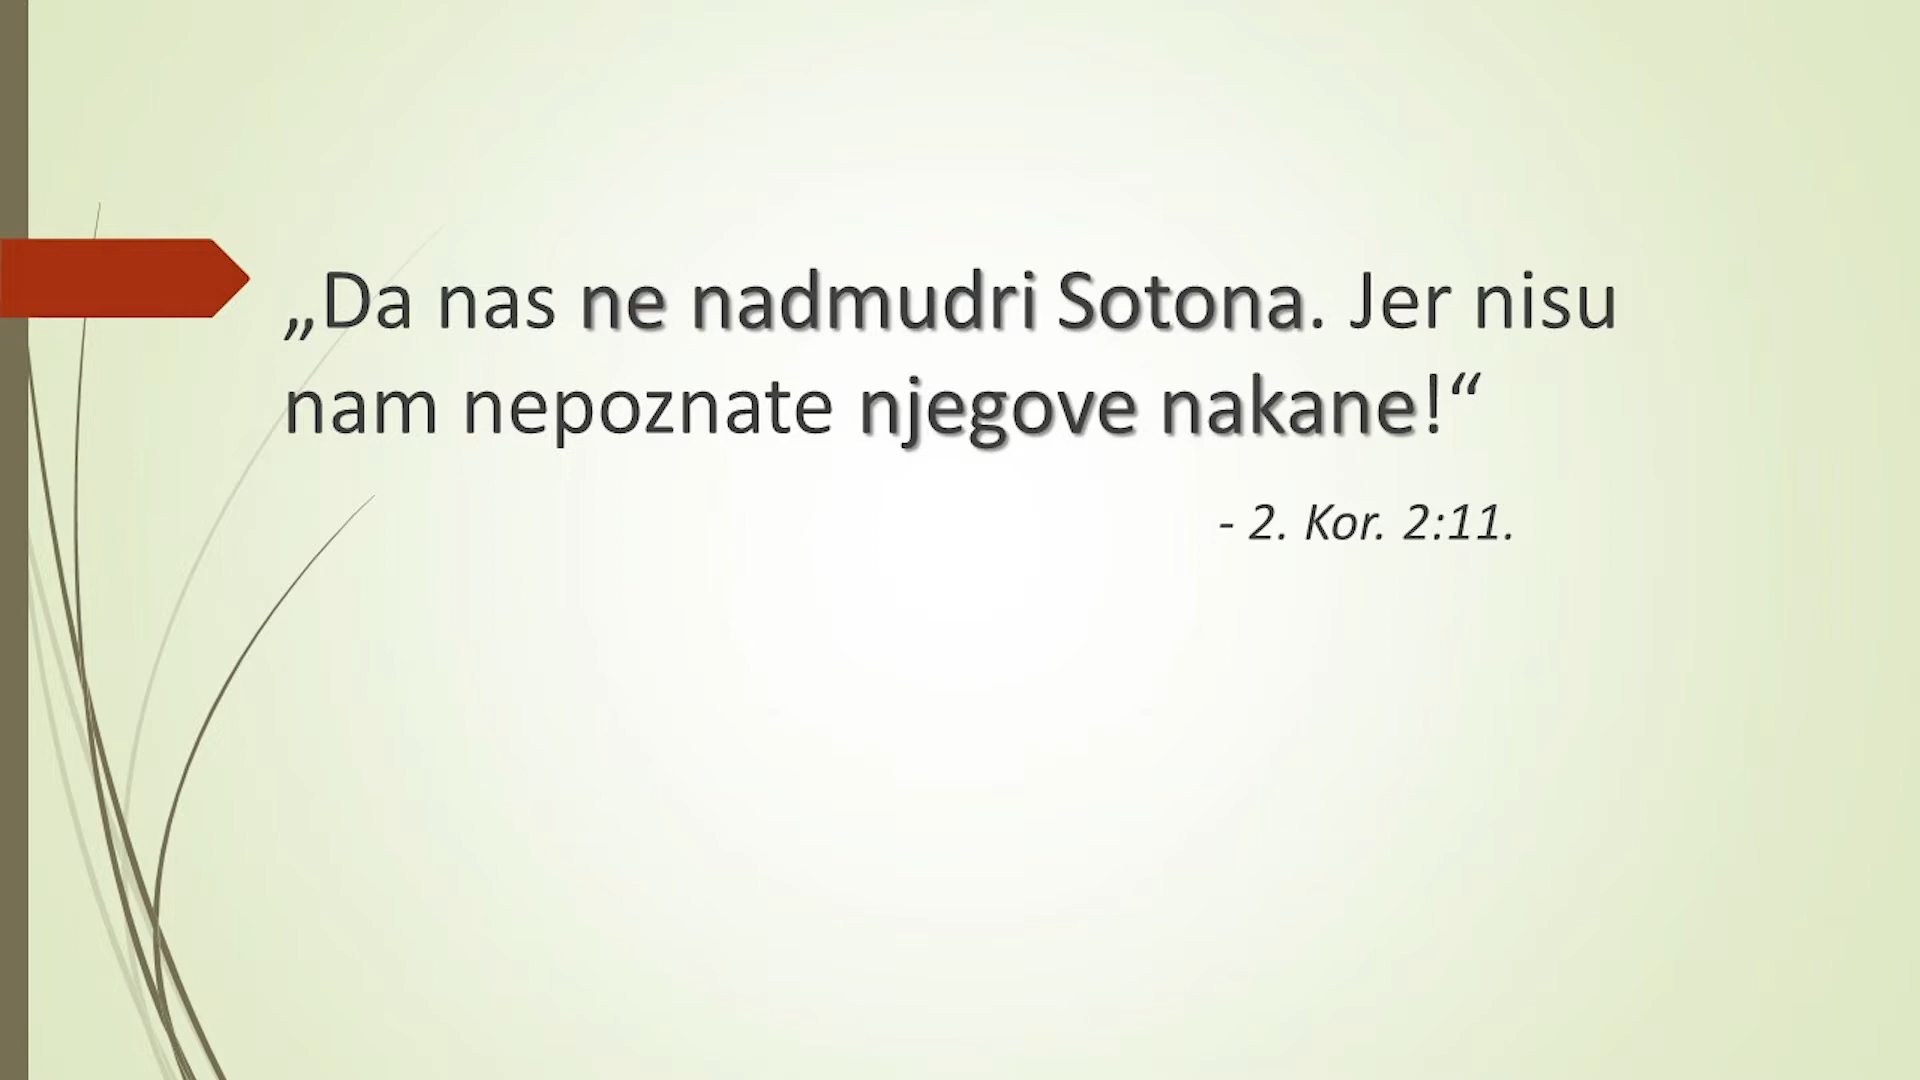 „Da nas ne nadmudri Sotona. Jer nisu
nam nepoznate njegove nakane!“
- 2. Kor. 2:11.